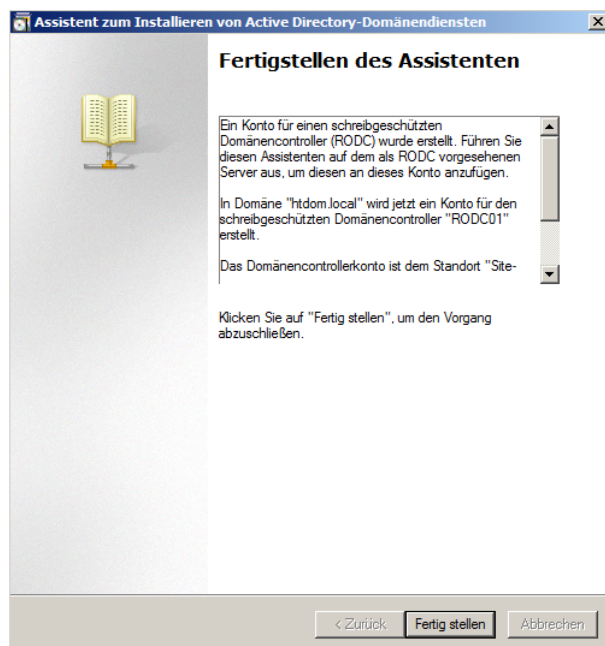 Assistent zum Installieren von Active Directory-Domänendiensten
Fertigstellen des Assistenten
Ein Konto für einen schreibgeschützten
Domänencontroller (RODC) wurde erstellt. Führen Sie
diesen Assistenten auf dem als RODC vorgesehenen
Server aus, um diesen an dieses Konto anzufügen.
In Domäne "htdom.local" wird jetzt ein Konto für den
schreibgeschützten Domänencontroller "RODC01"
erstellt.
Das Domänencontrollerkonto ist dem Standort "Site-
Klicken Sie auf "Fertig stellen", um den Vorgang
abzuschließen.
< Zurück Fertig stellen Abbrechen